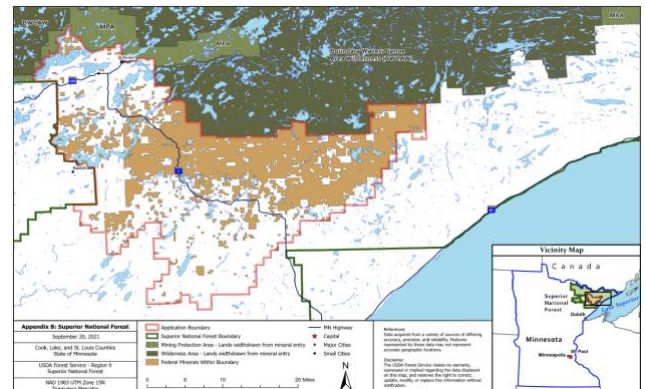 BWCAW
MPA
MPA
MPA
Boundary Waters Canoe
Area Wilderness (BWCAW)
Vicinity Map
Canada
Superior
National
Forest
Duluth
Lake Superior
Minnesota
Minneapolis
St. Paul
Appendix B: Superior National Forest
September 20, 2021
Cook, Lake, and St. Louis Counties
State of Minnesota
USDA Forest Service - Region 9
Superior National Forest
NAD 1983 UTM Zone 15N
Transverse Mercator
Application Boundary
Superior National Forest Boundary
Mining Protection Area - Lands withdrawn from mineral entry
Wilderness Area - Lands withdrawn from mineral entry
Federal Minerals Within Boundary
MN Highway
Capital
Major Cities
Small Cities
0 5 10 20 Miles
N
References
Data acquired from a variety of sources of differing
accuracy, precision, and reliability. Features
represented by these data may not represent
accurate geographic locations.
Disclaimer
The USDA Forest Service makes no warranty,
expressed or implied regarding the data displayed
on this map, and reserves the right to correct,
update, modify, or replace this information without
notification.